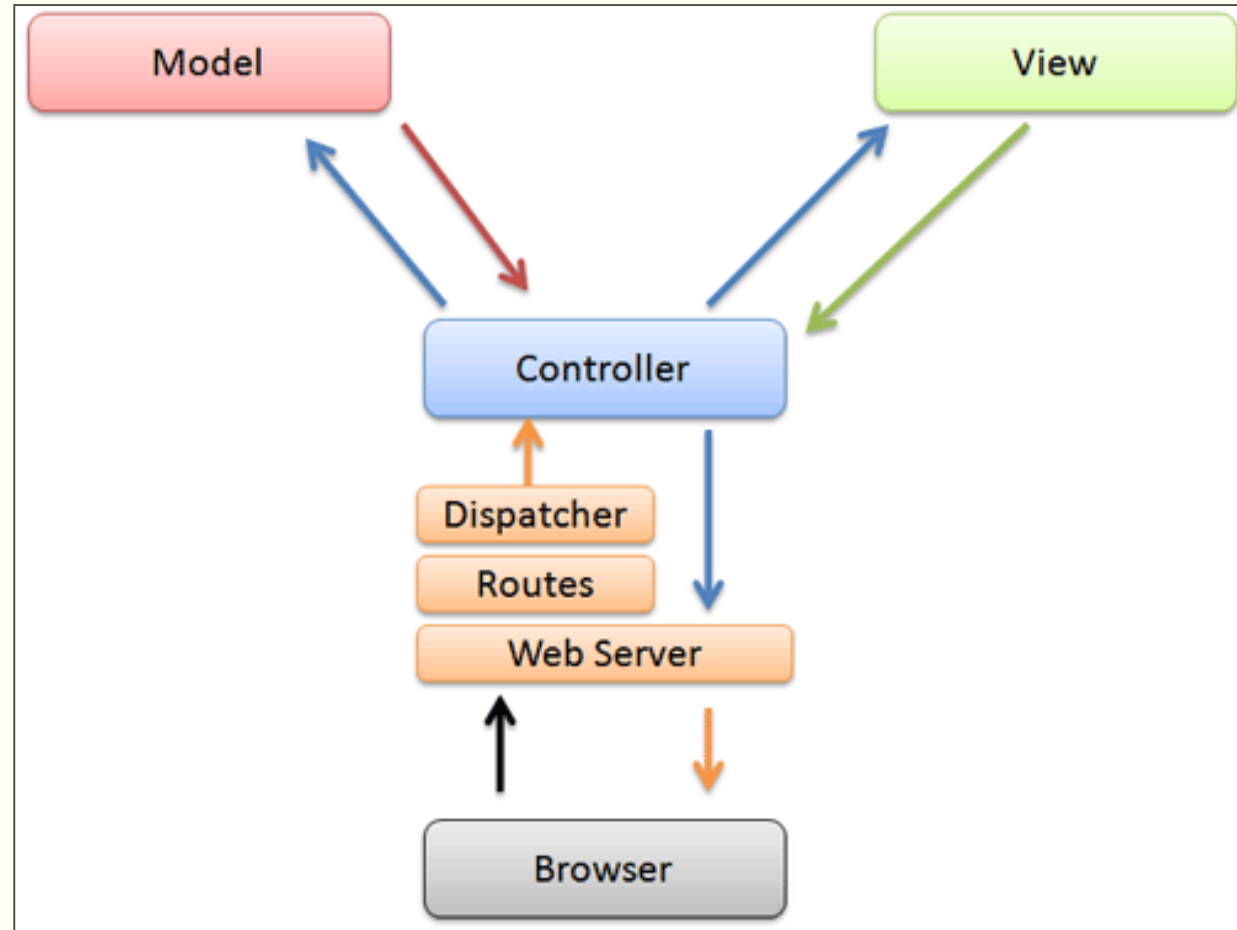 Model
View
Controller
Dispatcher
Routes
Web Server
Browser